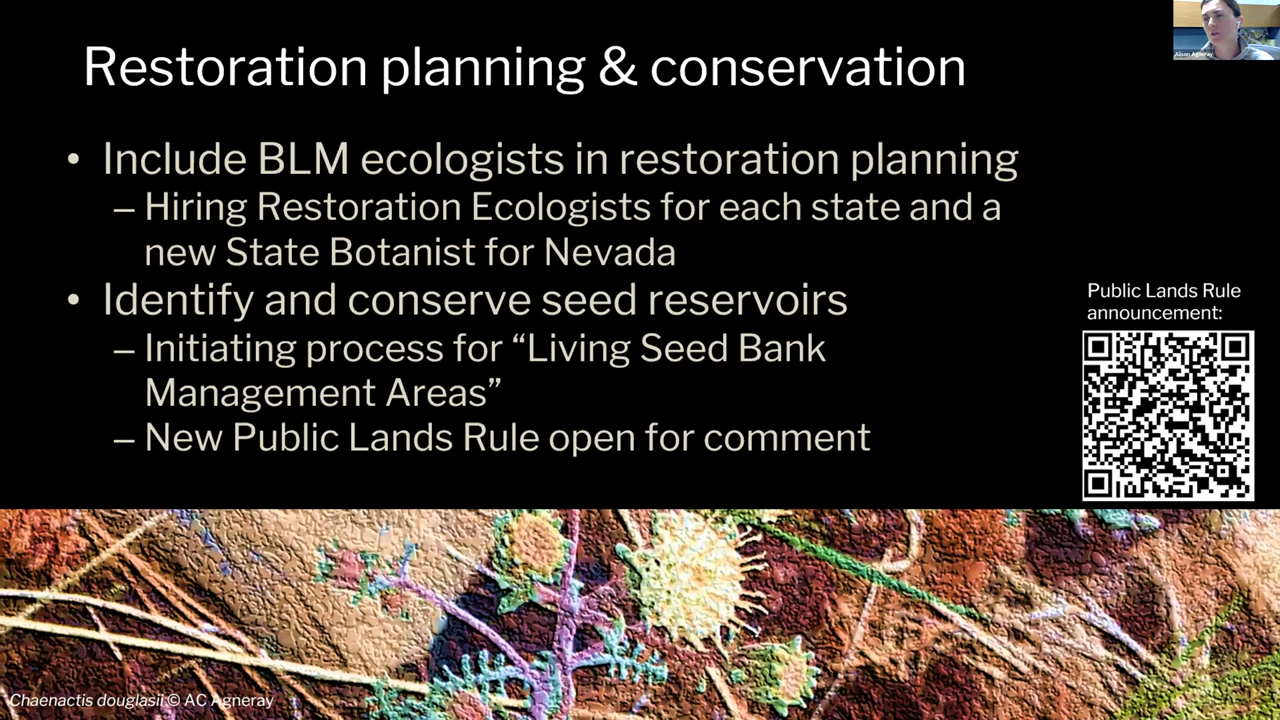 Alison Agneray
Restoration planning & conservation
• Include BLM ecologists in restoration planning
– Hiring Restoration Ecologists for each state and a
new State Botanist for Nevada
• Identify and conserve seed reservoirs
– Initiating process for “Living Seed Bank
Management Areas”
– New Public Lands Rule open for comment
Public Lands Rule
announcement:
Chaenactis douglasii © AC Agneray